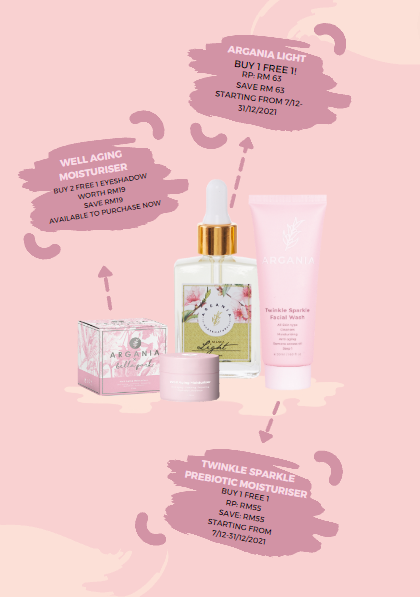 ARGANIA LIGHT
BUY 1 FREE 1!
RP: RM 63
SAVE RM 63
STARTING FROM 7/12-
31/12/2021
WELL AGING
MOISTURISER
BUY 2 FREE 1 EYESHADOW
WORTH RM19
SAVE RM19
AVAILABLE TO PURCHASE NOW
ARGANIA
ARGANIA
Light
Twinkle Sparkle
Facial Wash
ARGANIA
TWINKLE SPARKLE
PREBIOTIC MOISTURISER
BUY 1 FREE 1
RP: RM55
SAVE: RM55
STARTING FROM
7/12-31/12/2021